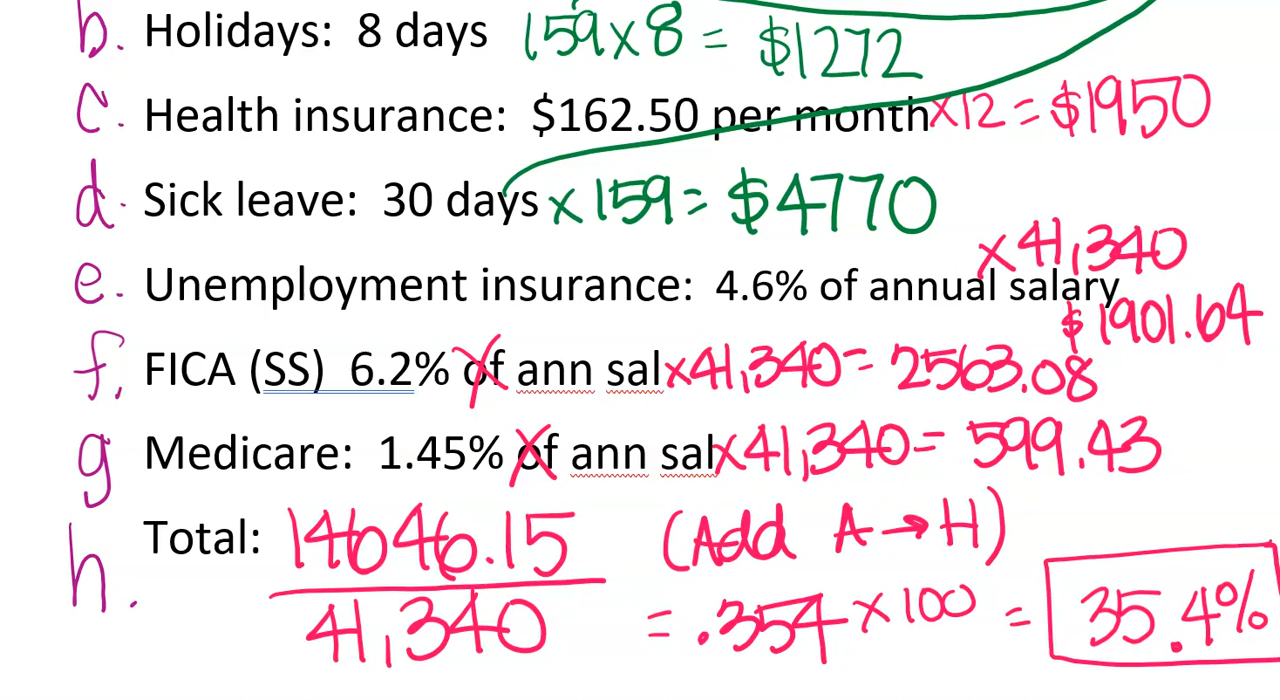 b. Holidays: 8 days 159 x 8 = $1272
c. Health insurance: $162.50 per month x12 = $1950
d. Sick leave: 30 days x 159 = $4770
x 41,340
e. Unemployment insurance: 4.6% of annual salary
$1901.64
f. FICA (SS) 6.2% of ann sal x41,340 = 2563.08
g Medicare: 1.45% of ann sal x41,340 = 599.43
h. Total: 14646.15 (Add A → H)
41,340 = .354 x 100 = 35.4%